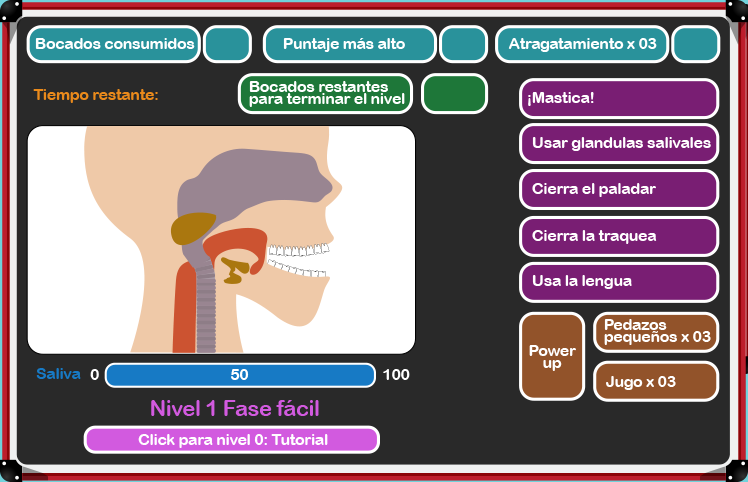 Bocados consumidos
Puntaje más alto
Atragatamiento x 03
Tiempo restante:
Bocados restantes
para terminar el nivel
¡Mastica!
Usar glandulas salivales
Cierra el paladar
Cierra la traquea
Usa la lengua
Power
up
Pedazos
pequeños x 03
Jugo x 03
Saliva 0 50 100
Nivel 1 Fase fácil
Click para nivel 0: Tutorial